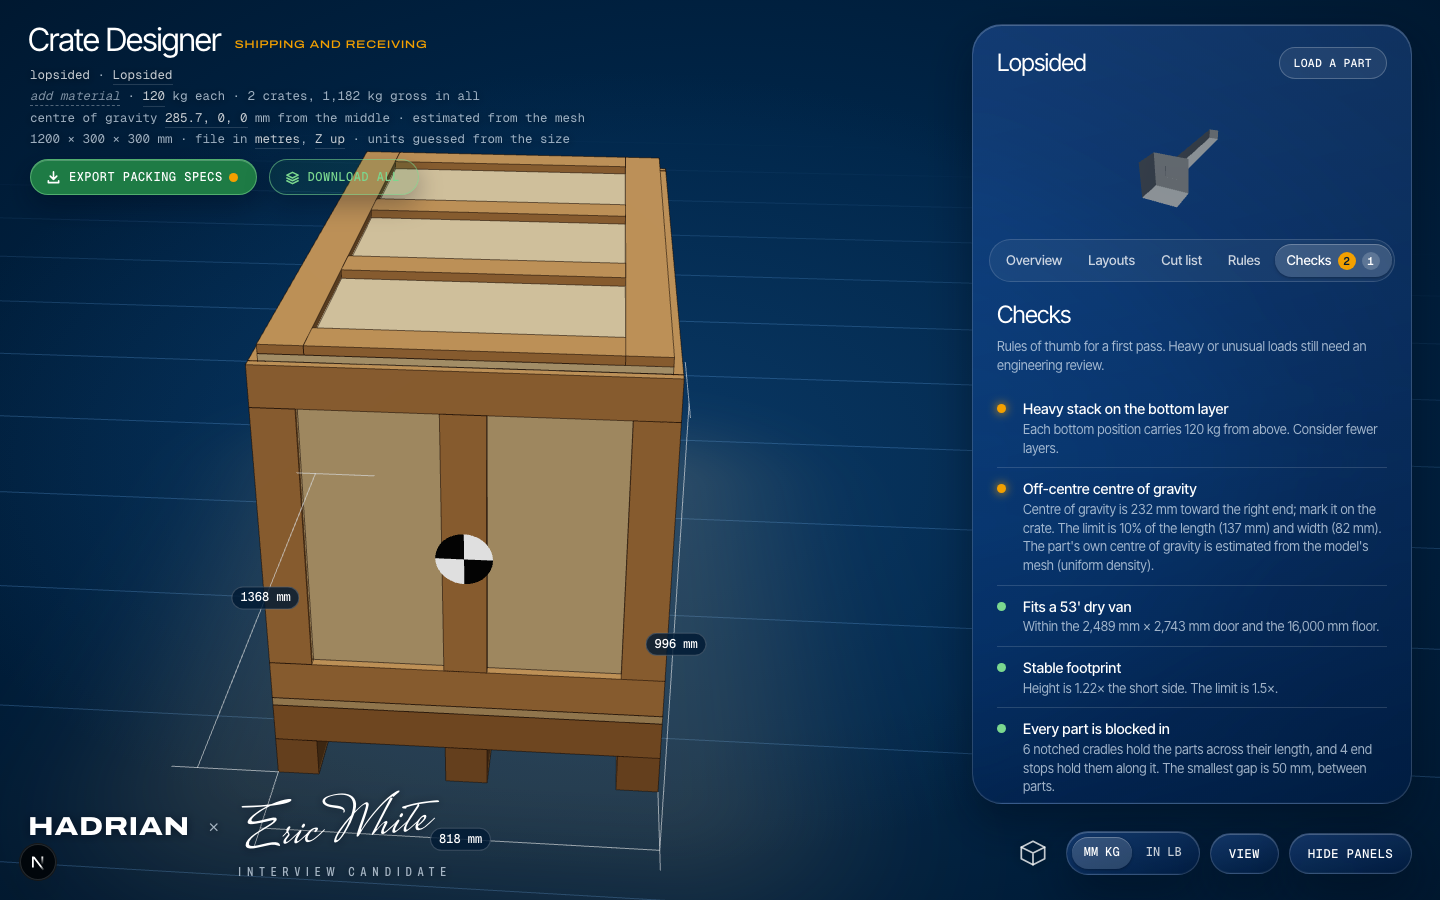 Crate Designer SHIPPING AND RECEIVING
lopsided · Lopsided
add material · 120 kg each · 2 crates, 1,182 kg gross in all
centre of gravity 285.7, 0, 0 mm from the middle · estimated from the mesh
1200 × 300 × 300 mm · file in metres, Z up · units guessed from the size
EXPORT PACKING SPECS
DOWNLOAD ALL
1368 mm
996 mm
818 mm
HADRIAN × Eric White
INTERVIEW CANDIDATE
N
Lopsided
LOAD A PART
Overview Layouts Cut list Rules Checks 2 1
Checks
Rules of thumb for a first pass. Heavy or unusual loads still need an
engineering review.
Heavy stack on the bottom layer
Each bottom position carries 120 kg from above. Consider fewer
layers.
Off-centre centre of gravity
Centre of gravity is 232 mm toward the right end; mark it on the
crate. The limit is 10% of the length (137 mm) and width (82 mm).
The part's own centre of gravity is estimated from the model's
mesh (uniform density).
Fits a 53' dry van
Within the 2,489 mm × 2,743 mm door and the 16,000 mm floor.
Stable footprint
Height is 1.22× the short side. The limit is 1.5×.
Every part is blocked in
6 notched cradles hold the parts across their length, and 4 end
stops hold them along it. The smallest gap is 50 mm, between
parts.
MM KG IN LB VIEW HIDE PANELS